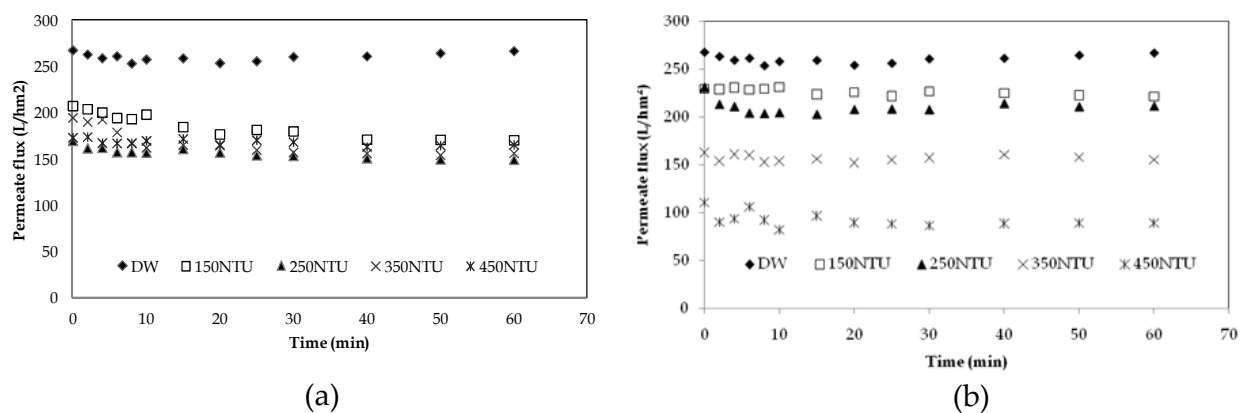 300
250
200
150
100
50
0
Permeate flux (L/hm2)
DW 150NTU 250NTU 350NTU 450NTU
0 10 20 30 40 50 60 70
Time (min)
(a)
300
250
200
150
100
50
0
Permeate flux (L/hm²)
DW 150NTU 250NTU 350NTU 450NTU
0 10 20 30 40 50 60 70
Time (min)
(b)